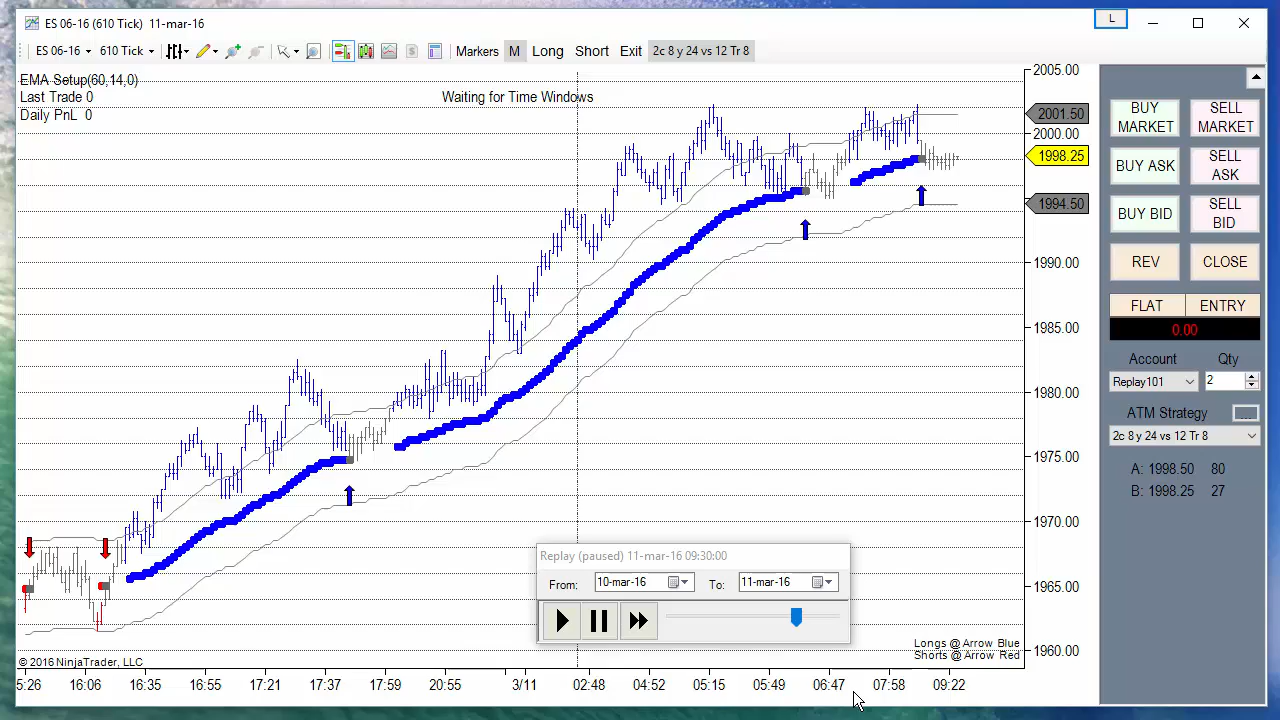 ES 06-16 (610 Tick) 11-mar-16
L
ES 06-16 610 Tick Markers M Long Short Exit 2c 8 y 24 vs 12 Tr 8
EMA Setup(60,14,0)
Last Trade 0
Daily PnL 0
Waiting for Time Windows
2005.00
2001.50
2000.00
1998.25
1994.50
1990.00
1985.00
1980.00
1975.00
1970.00
1965.00
1960.00
BUY MARKET
SELL MARKET
BUY ASK
SELL ASK
BUY BID
SELL BID
REV
CLOSE
FLAT
ENTRY
0.00
Account Qty
Replay101 2
ATM Strategy
2c 8 y 24 vs 12 Tr 8
A: 1998.50 80
B: 1998.25 27
Replay (paused) 11-mar-16 09:30:00
From: 10-mar-16 To: 11-mar-16
Longs @ Arrow Blue
Shorts @ Arrow Red
© 2016 NinjaTrader, LLC
5:26 16:06 16:35 16:55 17:21 17:37 17:59 20:55 3/11 02:48 04:52 05:15 05:49 06:47 07:58 09:22